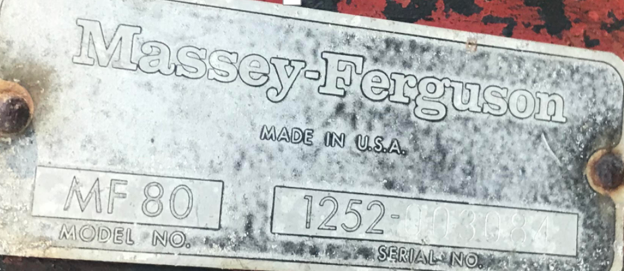 Massey-Ferguson
MADE IN U.S.A.
MF 80
1252-
MODEL NO.
SERIAL NO.